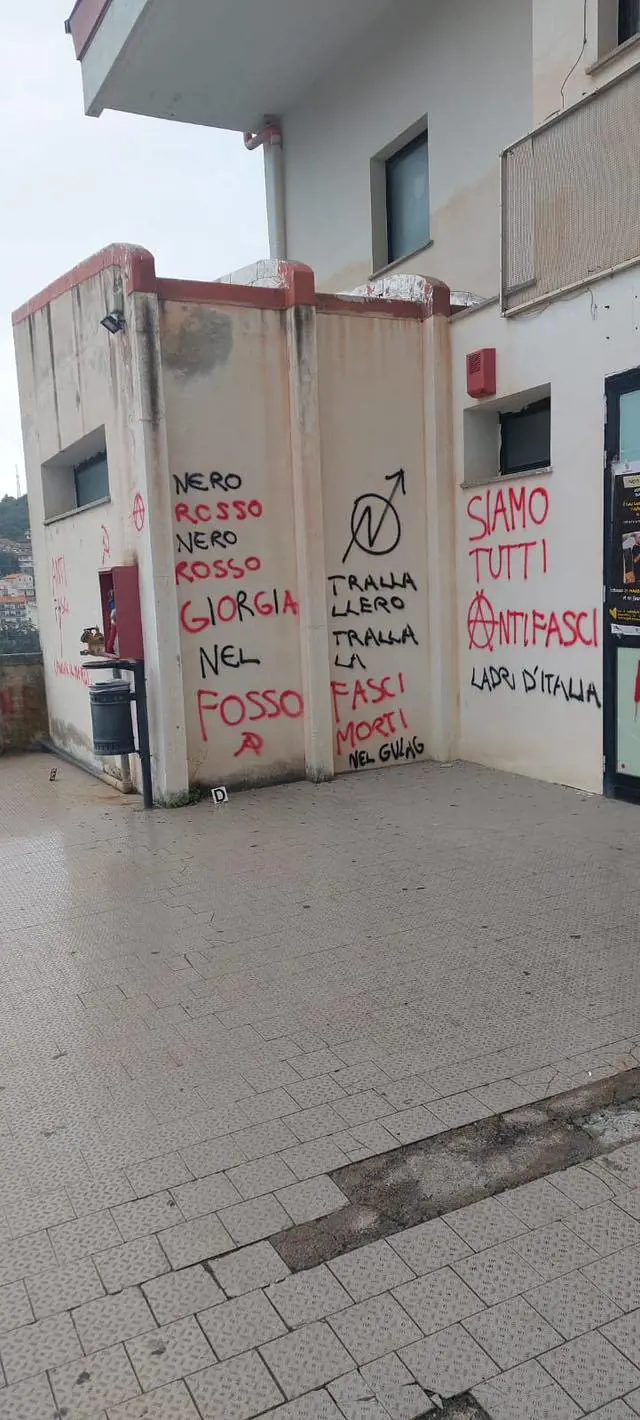 ANTI
NERO
ROSSO
NERO
ROSSO
GIORGIA
NEL
FOSSO
N
TRALLA
LLERO
TRALLA
LA
FASCI
MORTI
NEL GULAG
SIAMO
TUTTI
ANTIFASCI
LADRI D'ITALIA
D